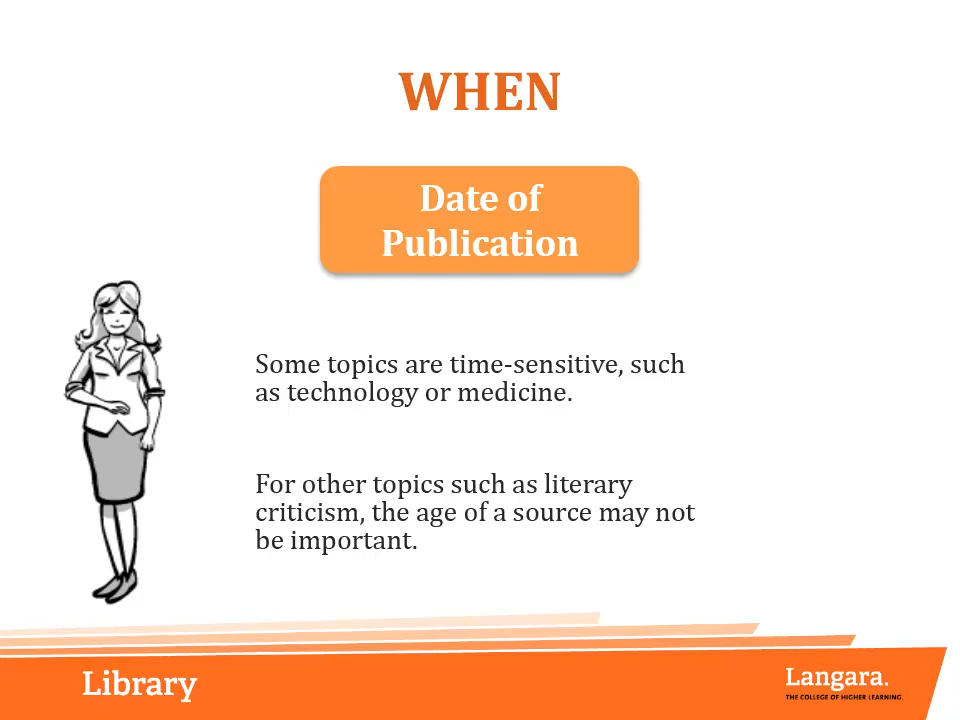 WHEN
Date of
Publication
Some topics are time-sensitive, such
as technology or medicine.
For other topics such as literary
criticism, the age of a source may not
be important.
Library
Langara.
THE COLLEGE OF HIGHER LEARNING.